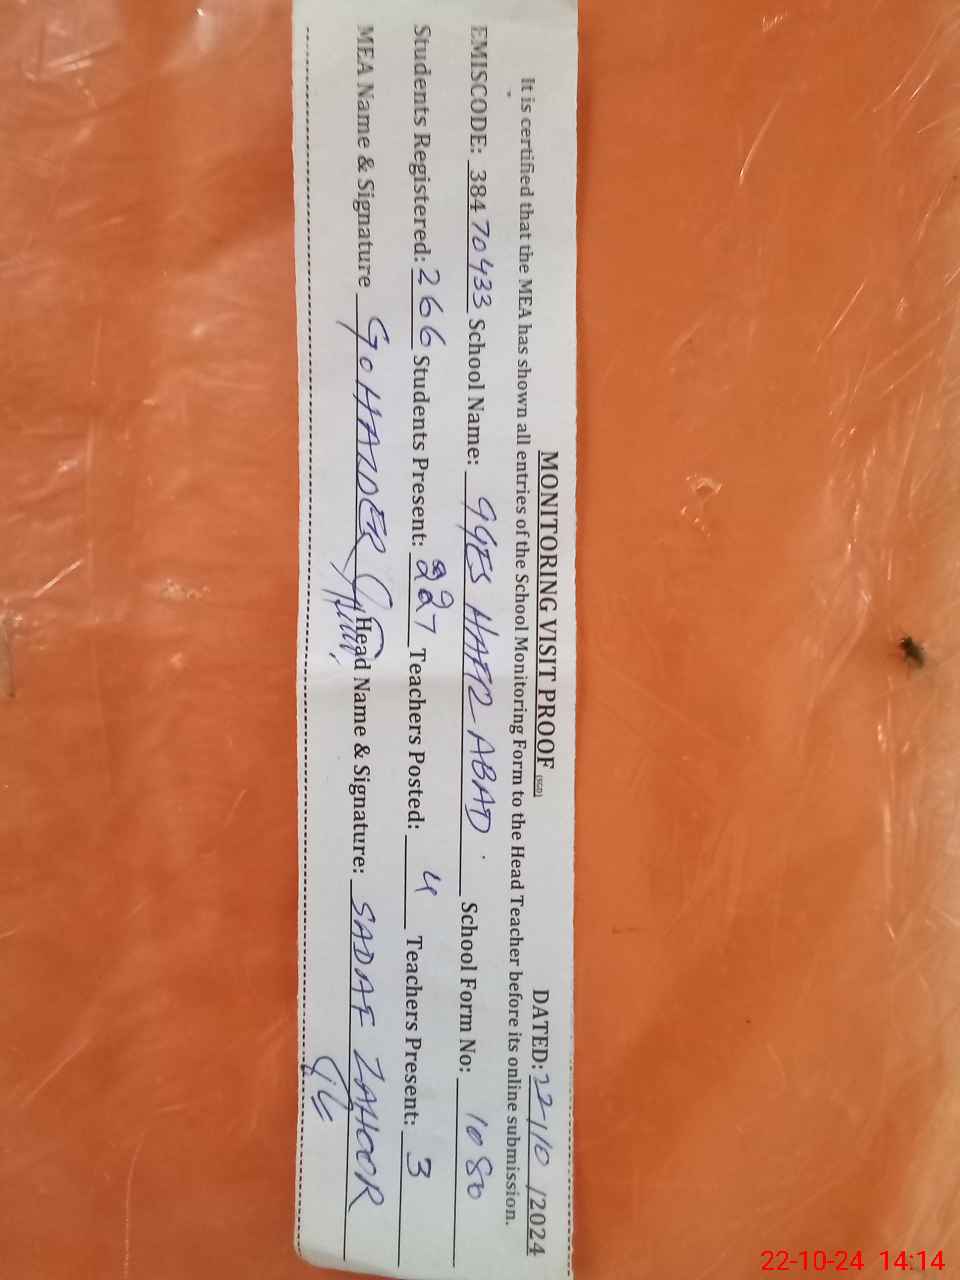 MONITORING VISIT PROOF (SGD)
DATED: 22-110 /2024
It is certified that the MEA has shown all entries of the School Monitoring Form to the Head Teacher before its online submission.
EMISCODE: 38470433 School Name: GGES HAFIZ ABAD. School Form No: 1080
Students Registered: 266 Students Present: 227 Teachers Posted: 4 Teachers Present: 3
MEA Name & Signature Head Name & Signature: SADAF ZAHOOR
22-10-24 14:14